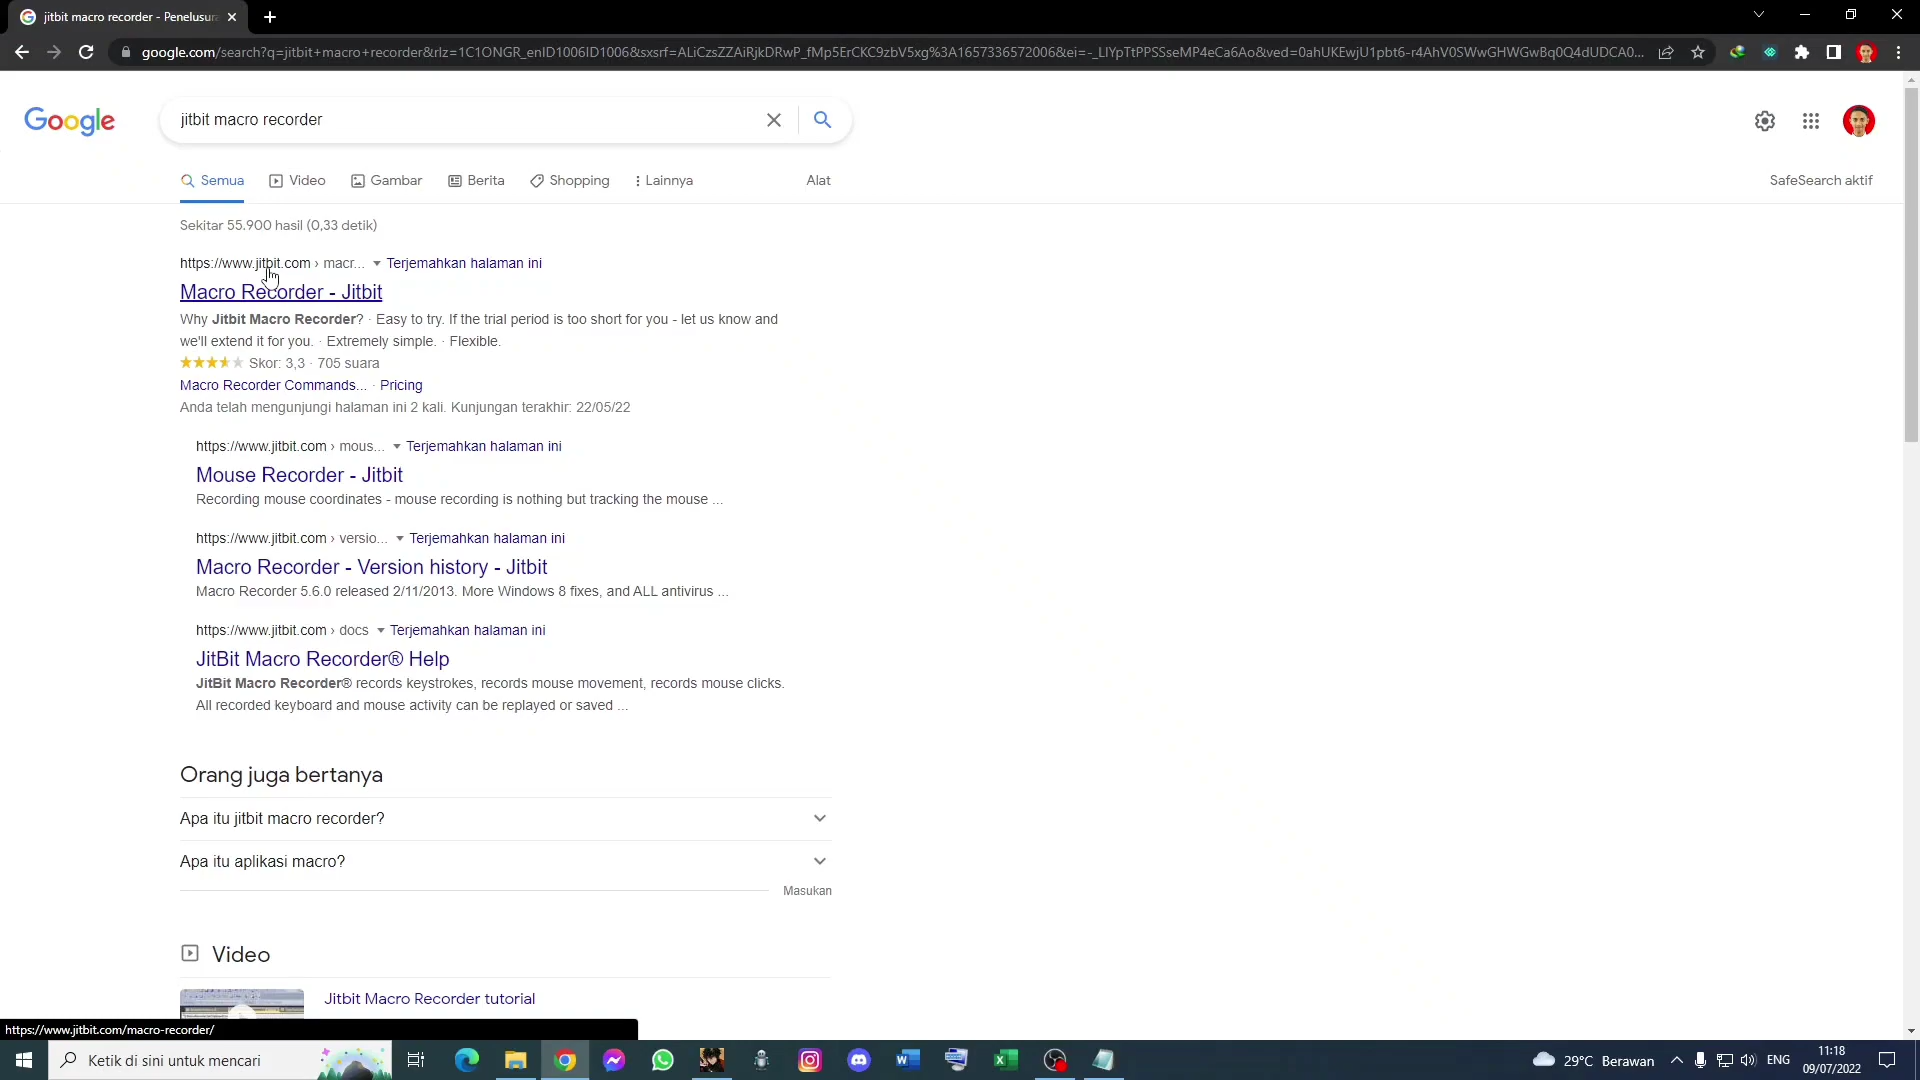 jitbit macro recorder - Penelusura
google.com/search?q=jitbit+macro+recorder&rlz=1C1ONGR_enID1006ID1006&sxsrf=ALiCzsZZAiRjkDRwP_fMp5ErCKC9zbV5xg%3A1657336572006&ei=-_LIYpTtPPSSseMP4eCa6Ao&ved=0ahUKEwjU1pbt6-r4AhV0SWwGHWGwBq0Q4dUDCA0...
Google
jitbit macro recorder
Semua Video Gambar Berita Shopping Lainnya Alat SafeSearch aktif
Sekitar 55.900 hasil (0,33 detik)
https://www.jitbit.com › macr... Terjemahkan halaman ini
Macro Recorder - Jitbit
Why Jitbit Macro Recorder? · Easy to try. If the trial period is too short for you - let us know and
we'll extend it for you. · Extremely simple. · Flexible.
Skor: 3,3 · 705 suara
Macro Recorder Commands... · Pricing
Anda telah mengunjungi halaman ini 2 kali. Kunjungan terakhir: 22/05/22
https://www.jitbit.com › mous... Terjemahkan halaman ini
Mouse Recorder - Jitbit
Recording mouse coordinates - mouse recording is nothing but tracking the mouse ...
https://www.jitbit.com › versio... Terjemahkan halaman ini
Macro Recorder - Version history - Jitbit
Macro Recorder 5.6.0 released 2/11/2013. More Windows 8 fixes, and ALL antivirus ...
https://www.jitbit.com › docs Terjemahkan halaman ini
JitBit Macro Recorder® Help
JitBit Macro Recorder® records keystrokes, records mouse movement, records mouse clicks.
All recorded keyboard and mouse activity can be replayed or saved ...
Orang juga bertanya
Apa itu jitbit macro recorder?
Apa itu aplikasi macro?
Masukan
Video
Jitbit Macro Recorder tutorial
https://www.jitbit.com/macro-recorder/
Ketik di sini untuk mencari
29°C Berawan
ENG
11:18
09/07/2022